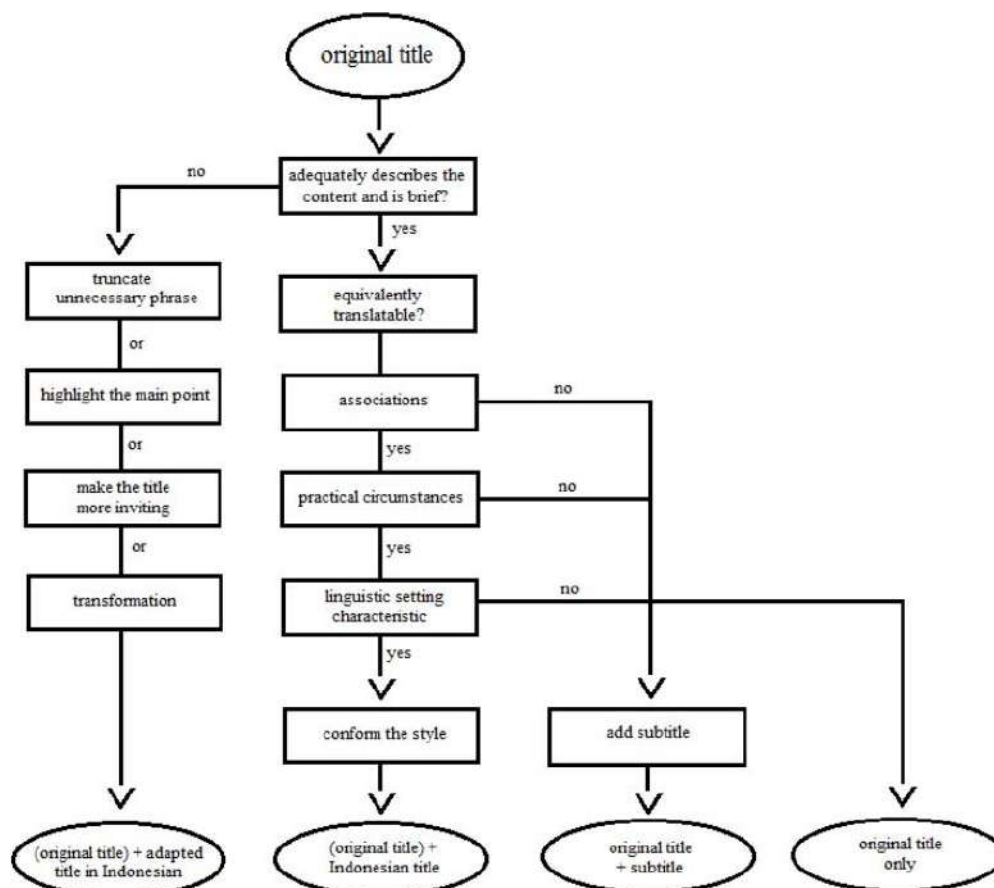 original title
no
adequately describes the
content and is brief?
yes
truncate
unnecessary phrase
equivalently
translatable?
or
highlight the main point
associations
no
or
yes
make the title
more inviting
practical circumstances
no
or
yes
transformation
linguistic setting
characteristic
no
yes
conform the style
add subtitle
(original title) + adapted
title in Indonesian
(original title) +
Indonesian title
original title
+ subtitle
original title
only